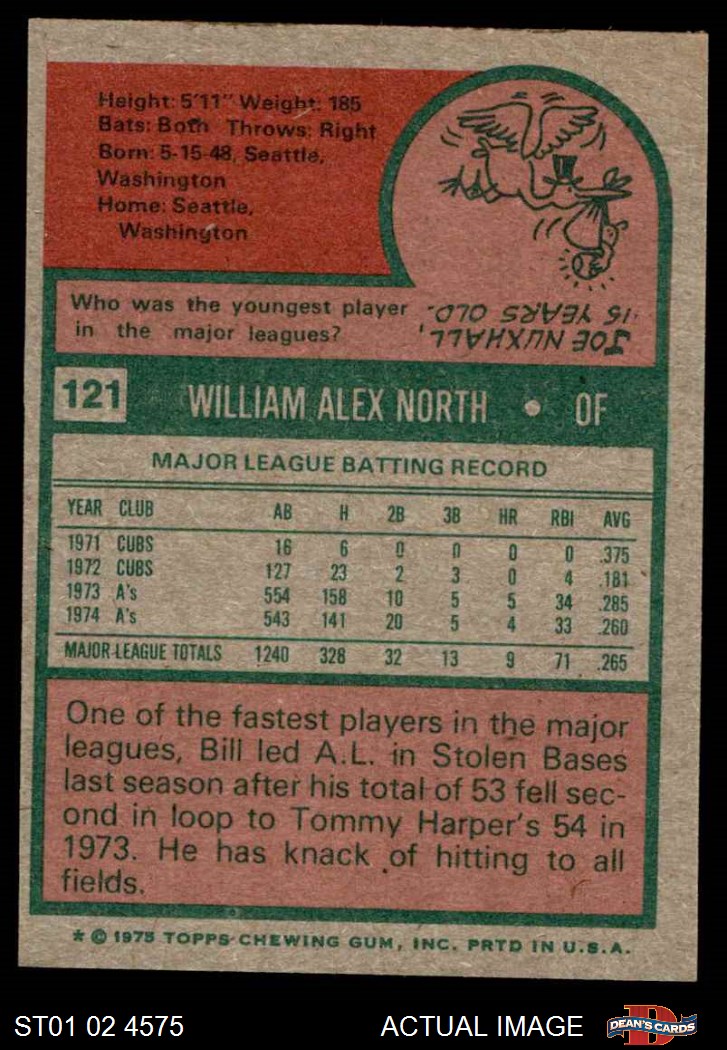 Height: 5'11" Weight: 185
Bats: Both Throws: Right
Born: 5-15-48, Seattle,
Washington
Home: Seattle,
Washington
Who was the youngest player
in the major leagues?
JOE NUXHALL,
15 YEARS OLD.
121 WILLIAM ALEX NORTH • OF
MAJOR LEAGUE BATTING RECORD
YEAR CLUB AB H 2B 3B HR RBI AVG
1971 CUBS 16 6 0 0 0 0 .375
1972 CUBS 127 23 2 3 0 4 .181
1973 A's 554 158 10 5 5 34 .285
1974 A's 543 141 20 5 4 33 .260
MAJOR LEAGUE TOTALS 1240 328 32 13 9 71 .265
One of the fastest players in the major
leagues, Bill led A.L. in Stolen Bases
last season after his total of 53 fell sec-
ond in loop to Tommy Harper's 54 in
1973. He has knack of hitting to all
fields.
* © 1975 TOPPS CHEWING GUM, INC. PRTD IN U.S.A.
ST01 02 4575 ACTUAL IMAGE D DEAN'S CARDS